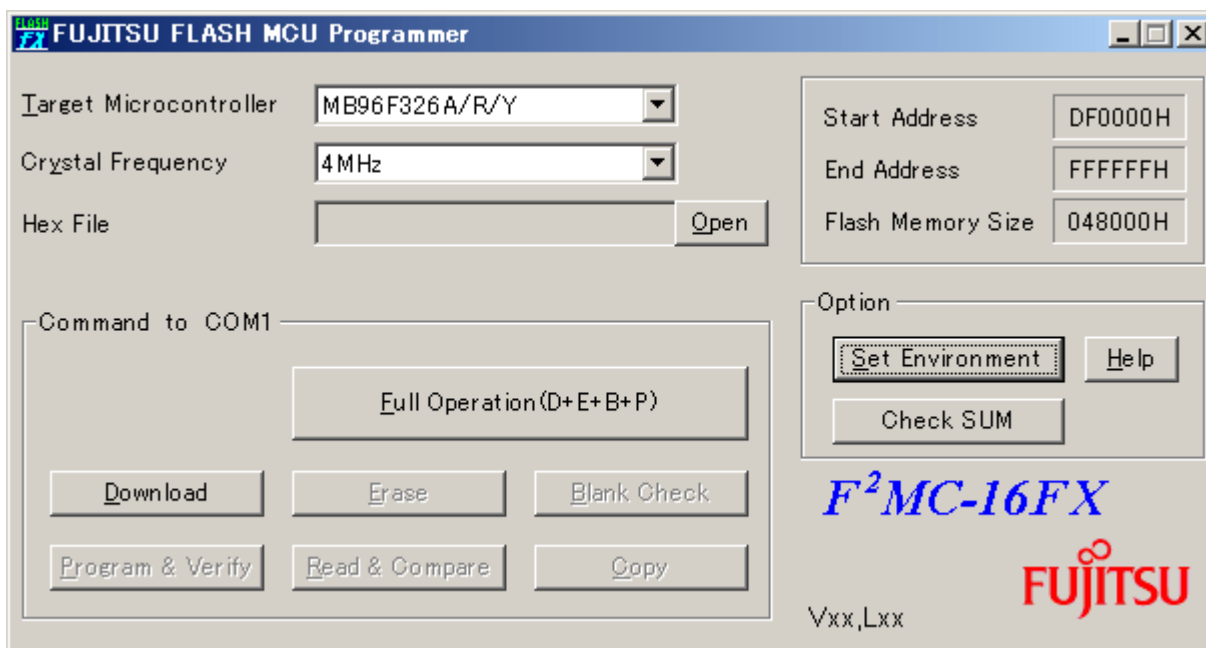 FLASH FX FUJITSU FLASH MCU Programmer
Target Microcontroller MB96F326A/R/Y
Crystal Frequency 4MHz
Hex File Open
Start Address DF0000H
End Address FFFFFFH
Flash Memory Size 048000H
Command to COM1
Full Operation(D+E+B+P)
Download Erase Blank Check
Program & Verify Read & Compare Copy
Option
Set Environment Help
Check SUM
F²MC-16FX
FUJITSU
Vxx,Lxx